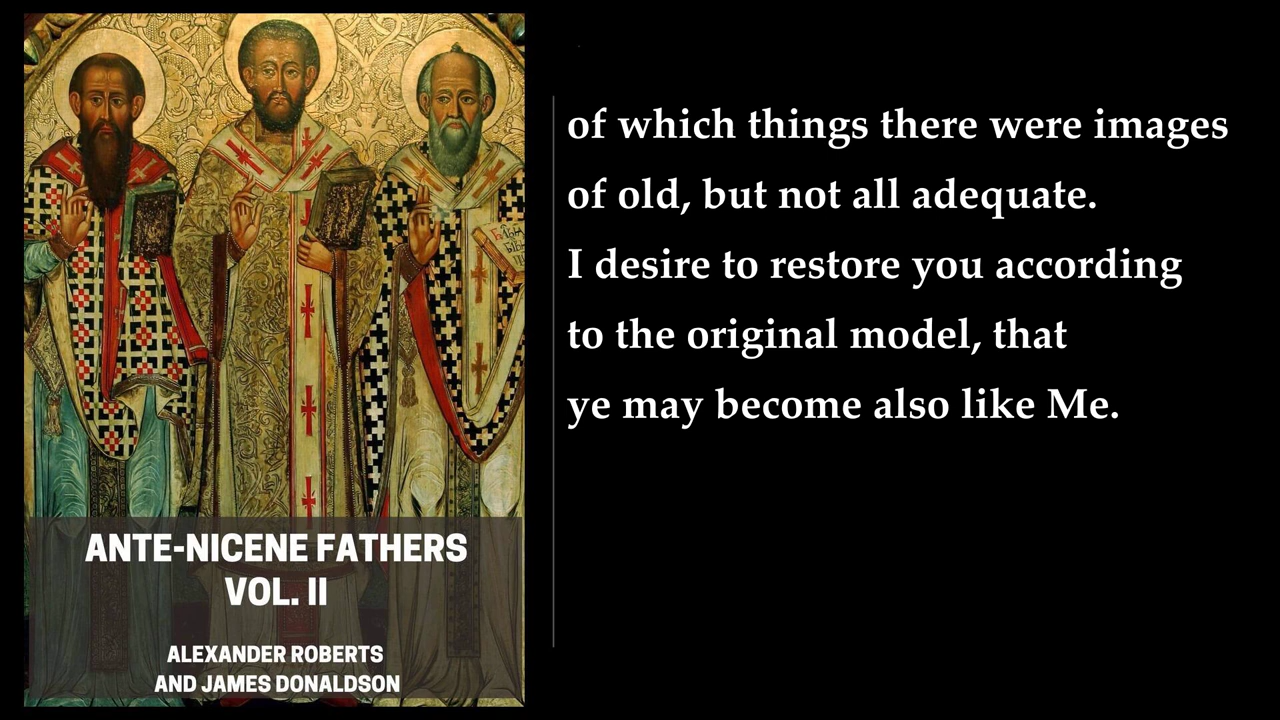 of which things there were images
of old, but not all adequate.
I desire to restore you according
to the original model, that
ye may become also like Me.
ANTE-NICENE FATHERS
VOL. II
ALEXANDER ROBERTS
AND JAMES DONALDSON